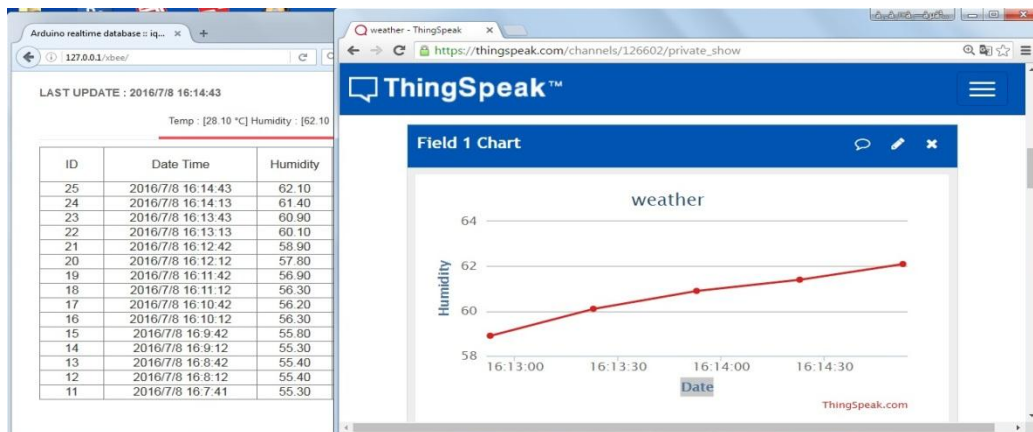 Arduino realtime database :: iq...
127.0.0.1/xbee/
LAST UPDATE : 2016/7/8 16:14:43
Temp : [28.10 °C] Humidity : [62.10
ID Date Time Humidity
25 2016/7/8 16:14:43 62.10
24 2016/7/8 16:14:13 61.40
23 2016/7/8 16:13:43 60.90
22 2016/7/8 16:13:13 60.10
21 2016/7/8 16:12:42 58.90
20 2016/7/8 16:12:12 57.80
19 2016/7/8 16:11:42 56.90
18 2016/7/8 16:11:12 56.30
17 2016/7/8 16:10:42 56.20
16 2016/7/8 16:10:12 56.30
15 2016/7/8 16:9:42 55.80
14 2016/7/8 16:9:12 55.30
13 2016/7/8 16:8:42 55.40
12 2016/7/8 16:8:12 55.40
11 2016/7/8 16:7:41 55.30
weather - ThingSpeak
https://thingspeak.com/channels/126602/private_show
ThingSpeak™
Field 1 Chart
weather
64
62
60
58
Humidity
16:13:00 16:13:30 16:14:00 16:14:30
Date
ThingSpeak.com